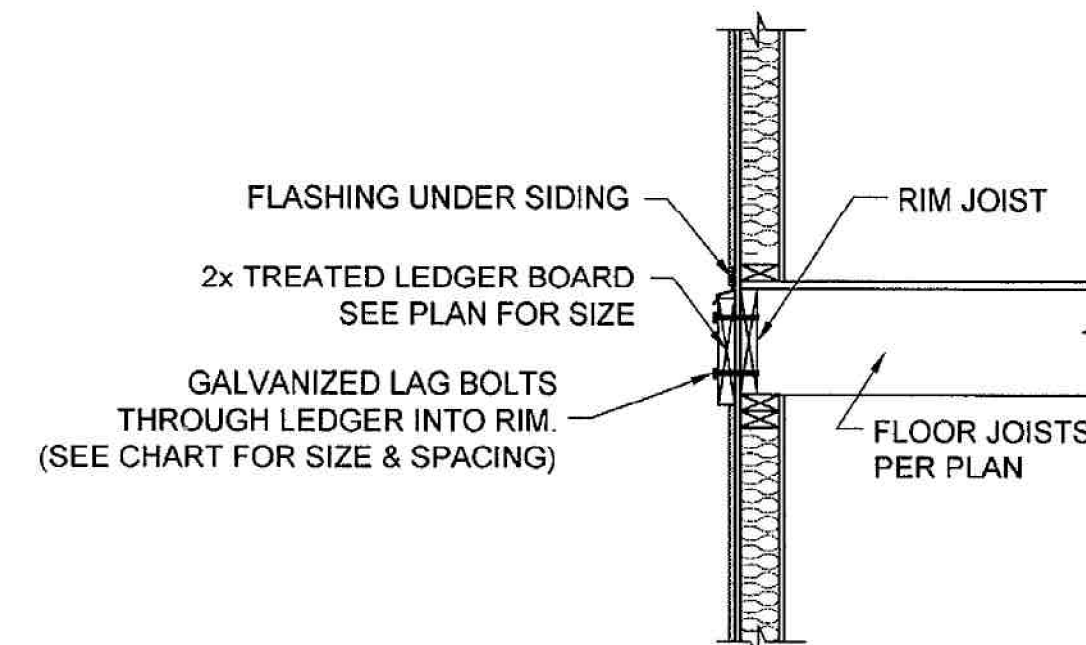 FLASHING UNDER SIDING
RIM JOIST
2x TREATED LEDGER BOARD
SEE PLAN FOR SIZE
GALVANIZED LAG BOLTS
THROUGH LEDGER INTO RIM.
(SEE CHART FOR SIZE & SPACING)
FLOOR JOISTS
PER PLAN